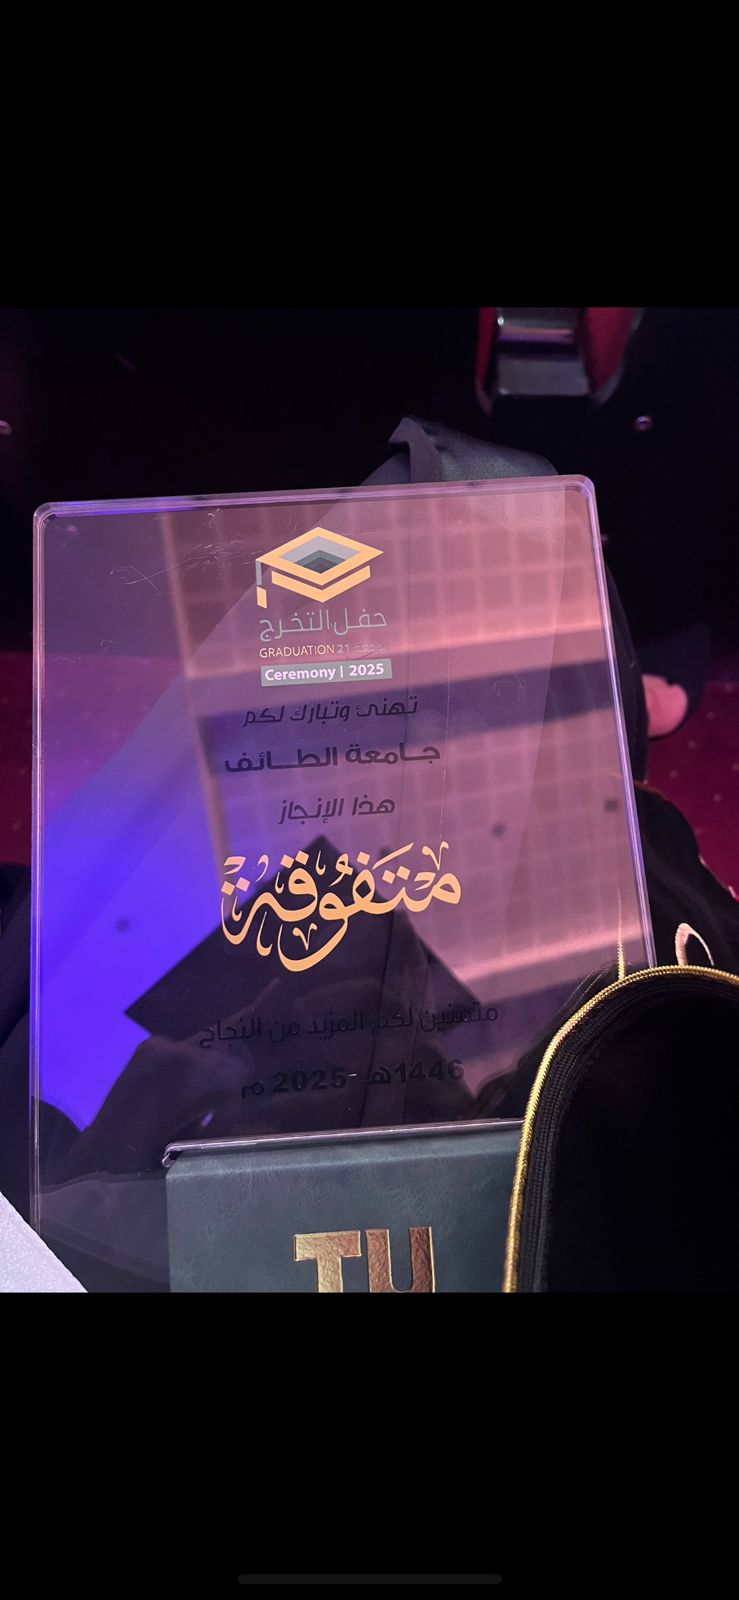 حفل التخرج
GRADUATION 21 الدفعة
Ceremony | 2025
تهنئ وتبارك لكم
جامعة الطائف
هذا الإنجاز
متفوقة
متمنين لكم المزيد من النجاح
1446هـ -2025 م
TU